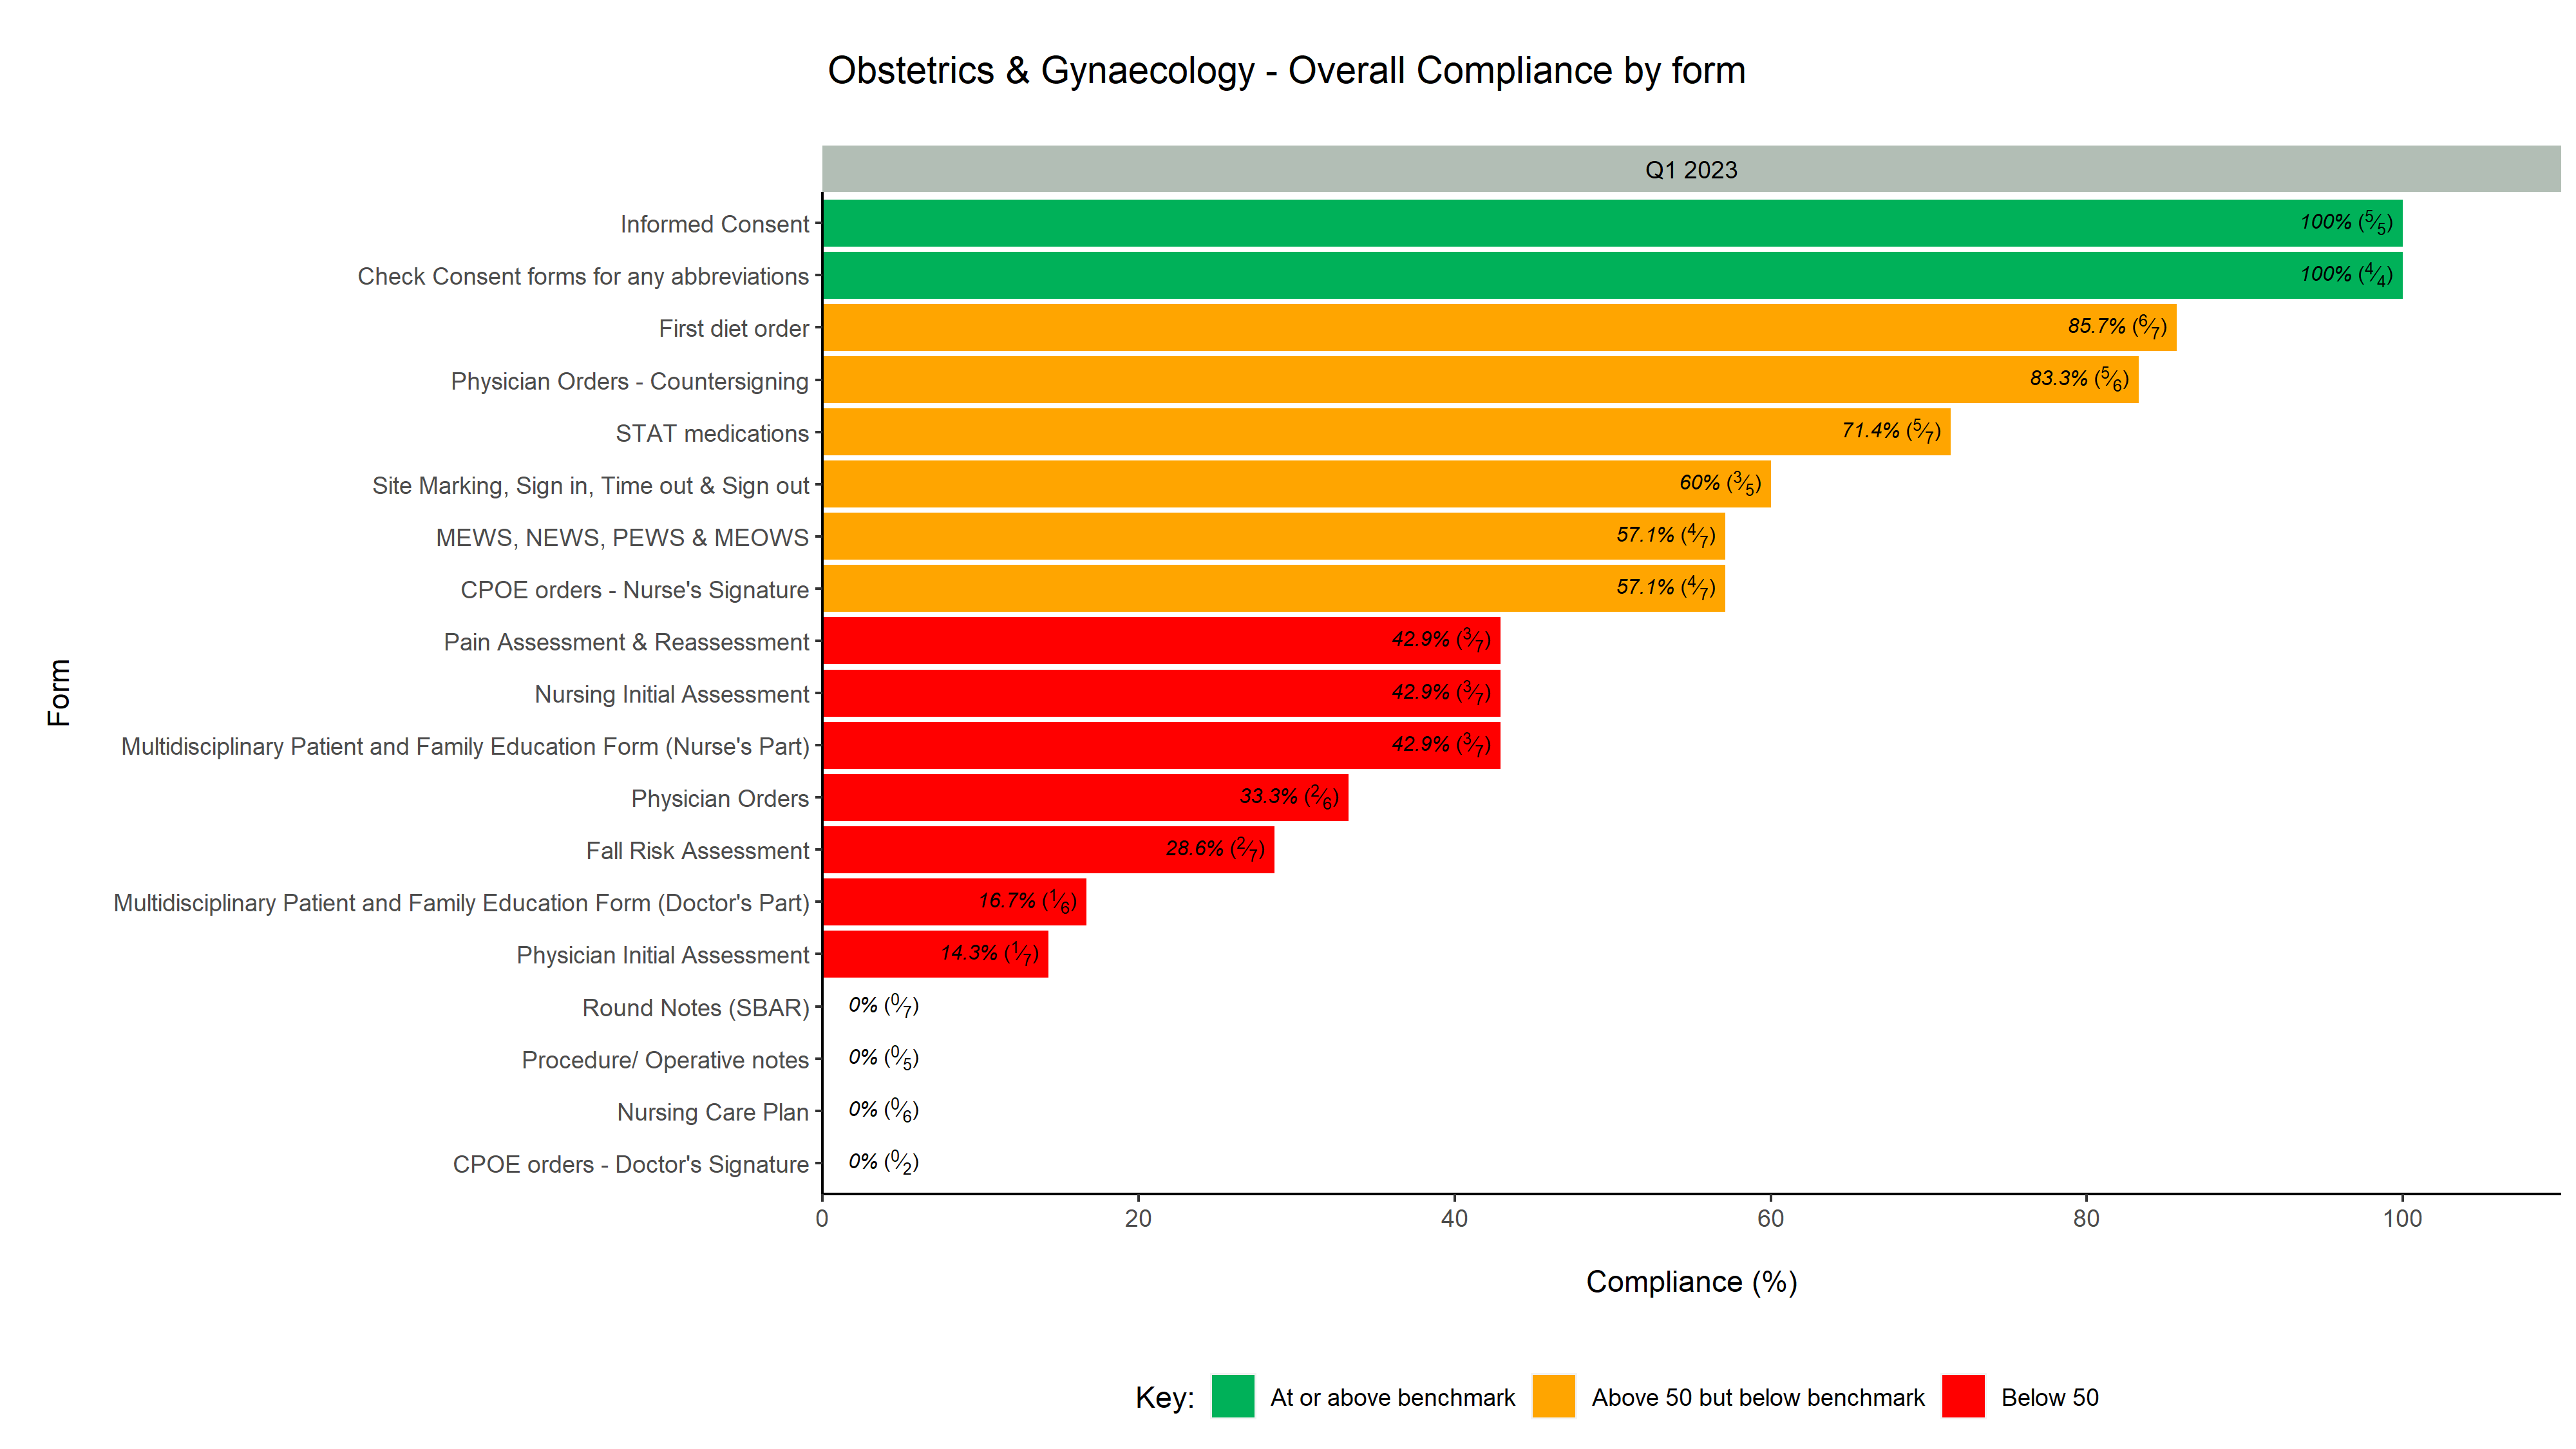 Obstetrics & Gynaecology - Overall Compliance by form
Q1 2023
Informed Consent 100% (5/5)
Check Consent forms for any abbreviations 100% (4/4)
First diet order 85.7% (6/7)
Physician Orders - Countersigning 83.3% (5/6)
STAT medications 71.4% (5/7)
Site Marking, Sign in, Time out & Sign out 60% (3/5)
MEWS, NEWS, PEWS & MEOWS 57.1% (4/7)
CPOE orders - Nurse's Signature 57.1% (4/7)
Pain Assessment & Reassessment 42.9% (3/7)
Nursing Initial Assessment 42.9% (3/7)
Multidisciplinary Patient and Family Education Form (Nurse's Part) 42.9% (3/7)
Physician Orders 33.3% (2/6)
Fall Risk Assessment 28.6% (2/7)
Multidisciplinary Patient and Family Education Form (Doctor's Part) 16.7% (1/6)
Physician Initial Assessment 14.3% (1/7)
Round Notes (SBAR) 0% (0/7)
Procedure/ Operative notes 0% (0/5)
Nursing Care Plan 0% (0/6)
CPOE orders - Doctor's Signature 0% (0/2)
Form
0 20 40 60 80 100
Compliance (%)
Key: At or above benchmark Above 50 but below benchmark Below 50